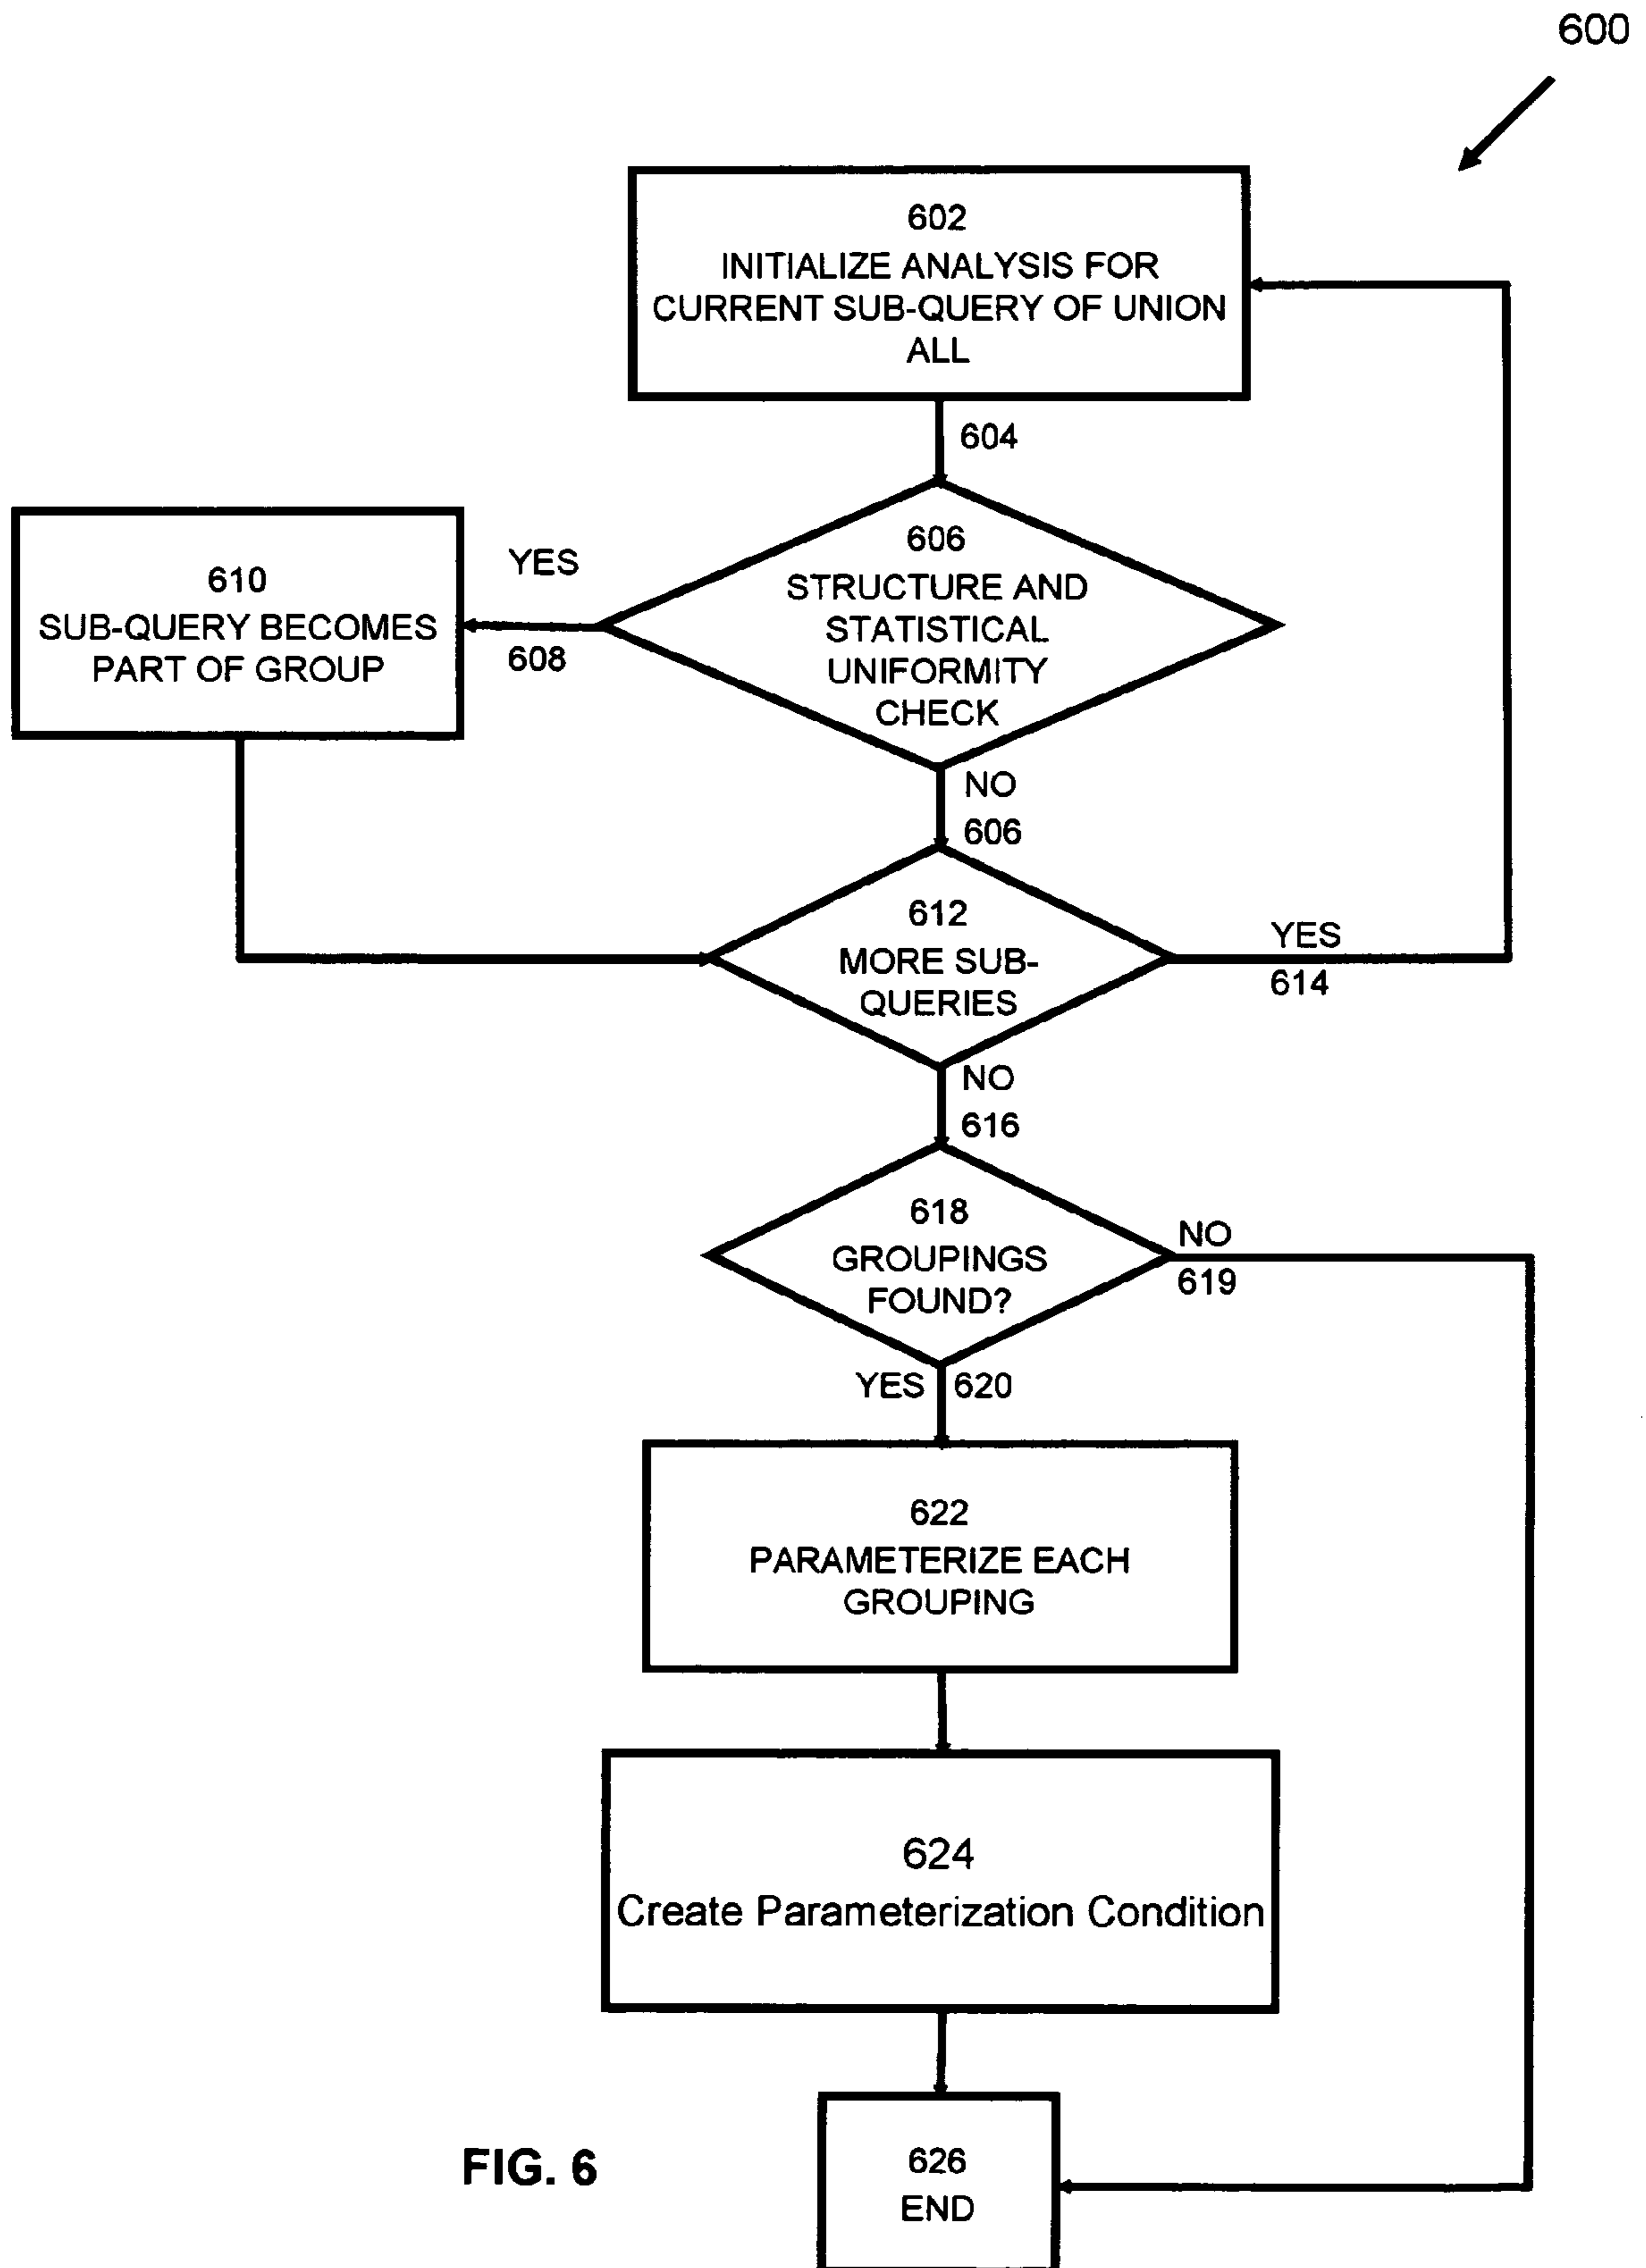 600
602
INITIALIZE ANALYSIS FOR
CURRENT SUB-QUERY OF UNION
ALL
604
606
STRUCTURE AND
STATISTICAL
UNIFORMITY
CHECK
YES
608
610
SUB-QUERY BECOMES
PART OF GROUP
NO
606
612
MORE SUB-
QUERIES
YES
614
NO
616
618
GROUPINGS
FOUND?
NO
619
YES 620
622
PARAMETERIZE EACH
GROUPING
624
Create Parameterization Condition
626
END
FIG. 6